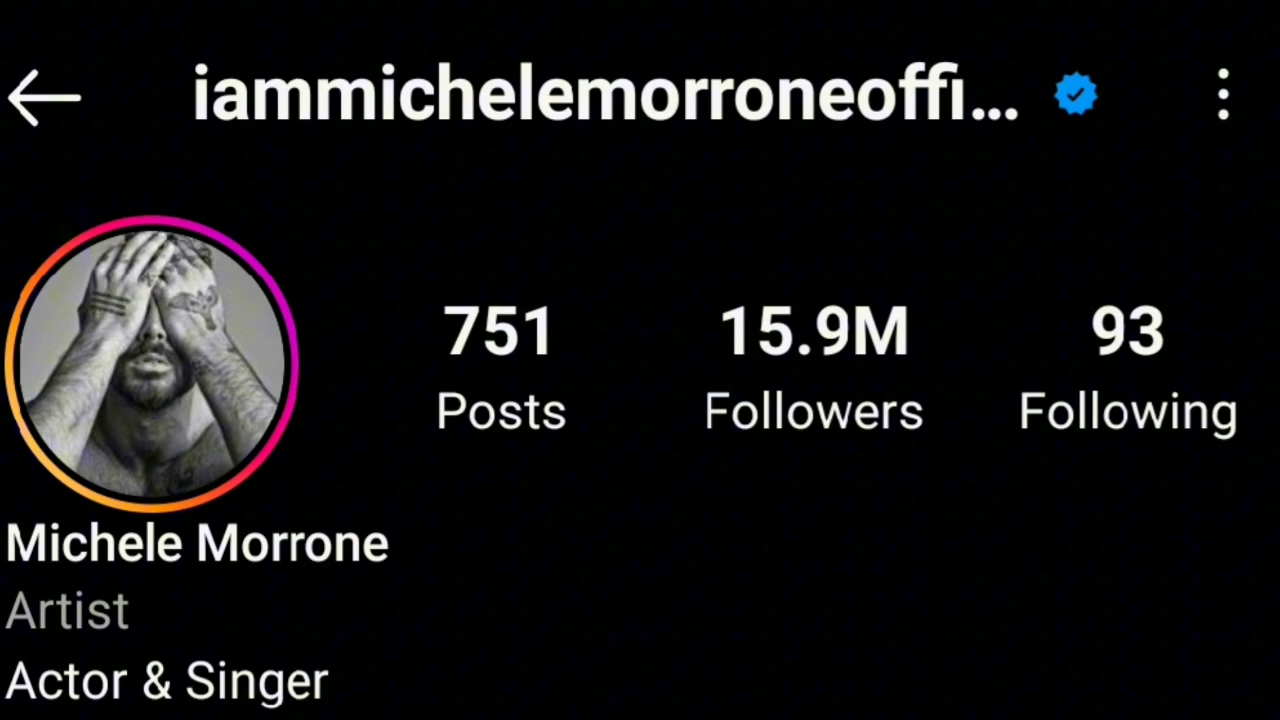 iammichelemorroneoffi...
751 15.9M 93
Posts Followers Following
Michele Morrone
Artist
Actor & Singer